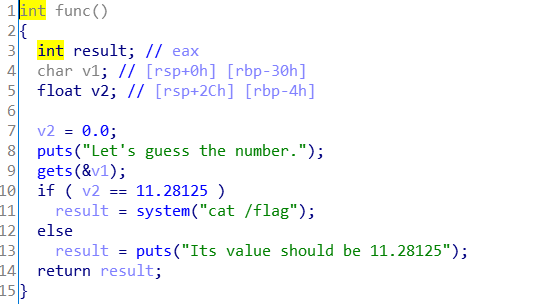 1 int func()
2 {
3   int result; // eax
4   char v1; // [rsp+0h] [rbp-30h]
5   float v2; // [rsp+2Ch] [rbp-4h]
6
7   v2 = 0.0;
8   puts("Let's guess the number.");
9   gets(&v1);
10   if ( v2 == 11.28125 )
11     result = system("cat /flag");
12   else
13     result = puts("Its value should be 11.28125");
14   return result;
15 }